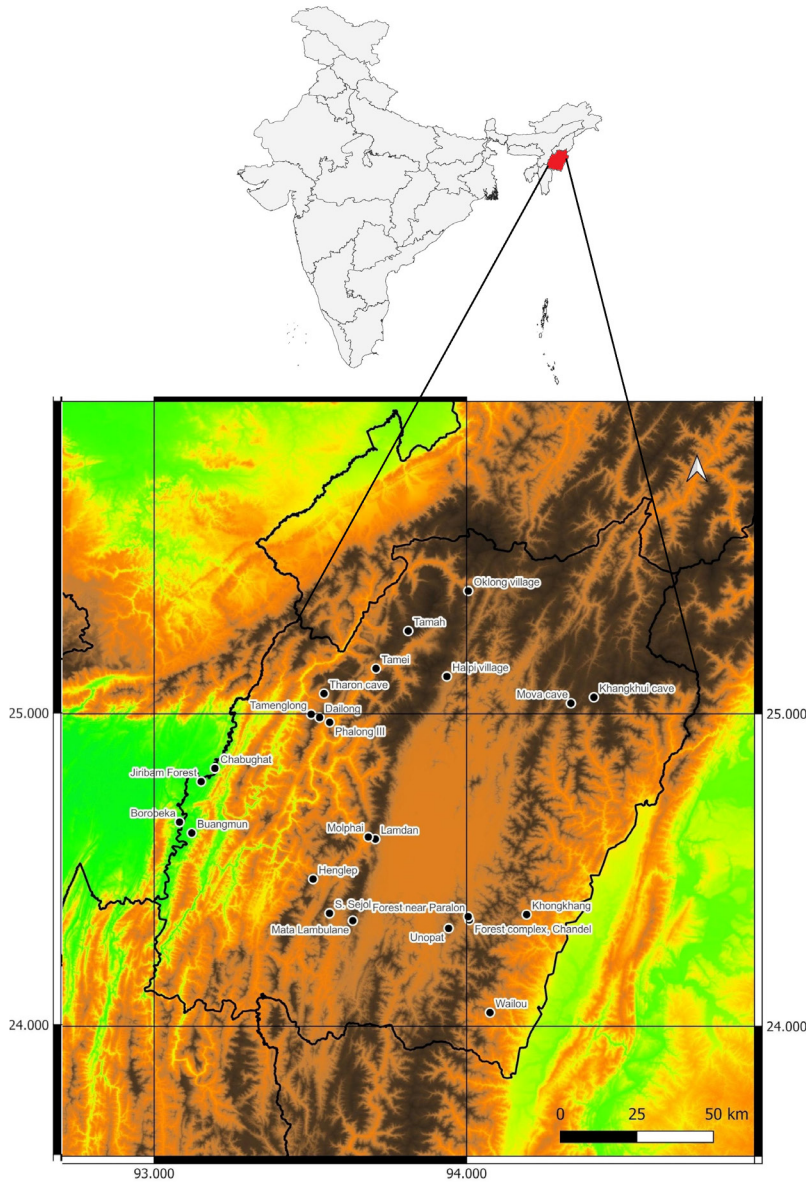 Oklong village
Tamah
Tamei
Haipi village
Tharon cave
Mova cave
Khangkhui cave
Tamenglong
Dailong
25.000
25.000
Phalong III
Chabughat
Jiribam Forest
Borobeka
Buangmun
Molphai
Lamdan
Henglep
S. Sejol
Forest near Paralon
Khongkhang
Mata Lambulane
Unopat
Forest complex, Chandel
Wailou
24.000
24.000
0 25 50 km
93.000
94.000